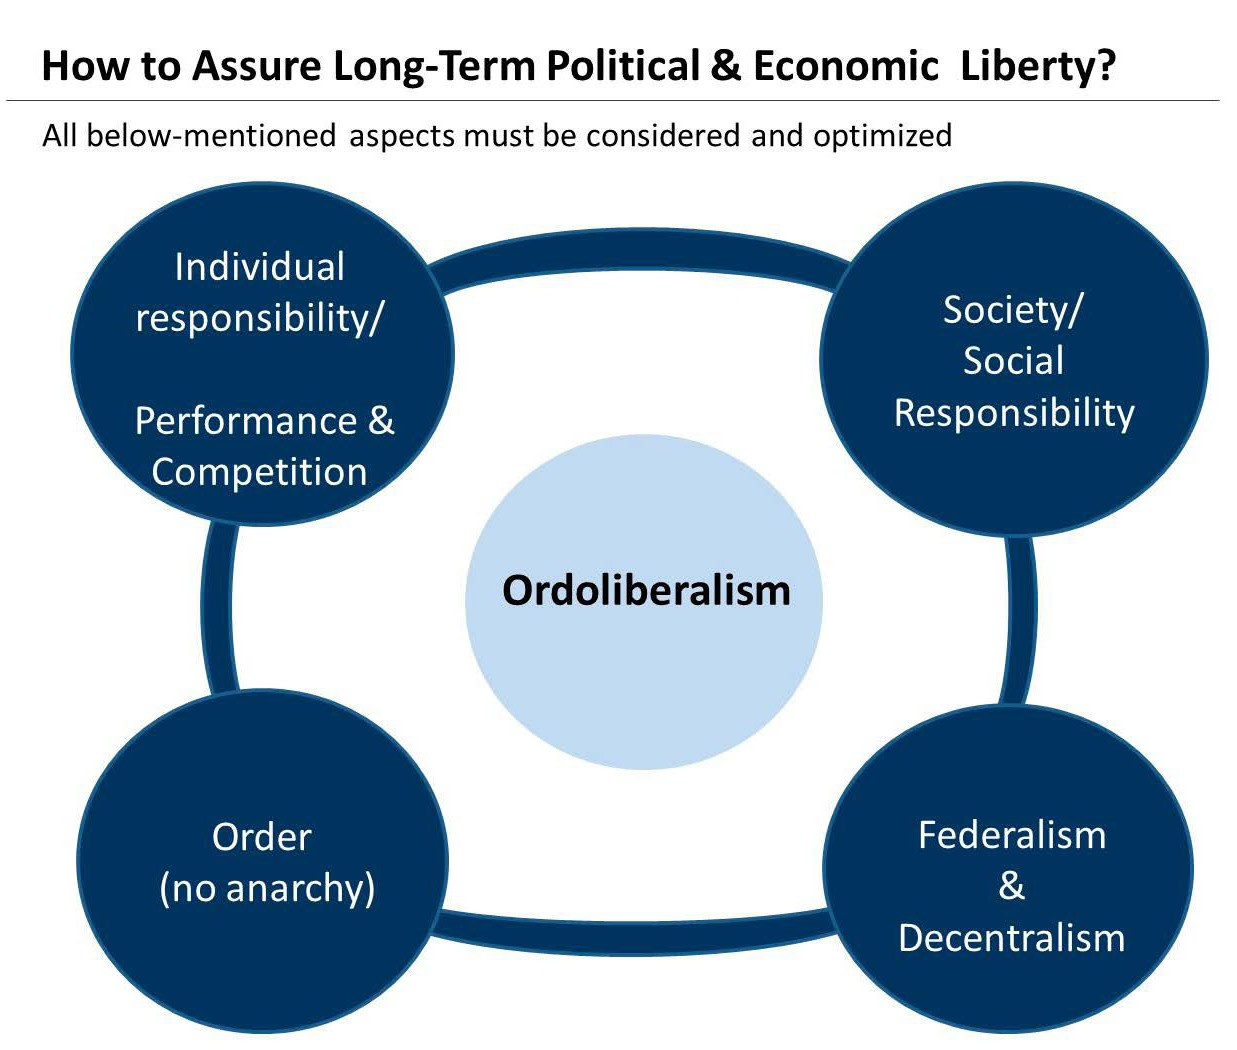 How to Assure Long-Term Political & Economic Liberty?
All below-mentioned aspects must be considered and optimized
Individual
responsibility/
Performance &
Competition
Society/
Social
Responsibility
Ordoliberalism
Order
(no anarchy)
Federalism
&
Decentralism